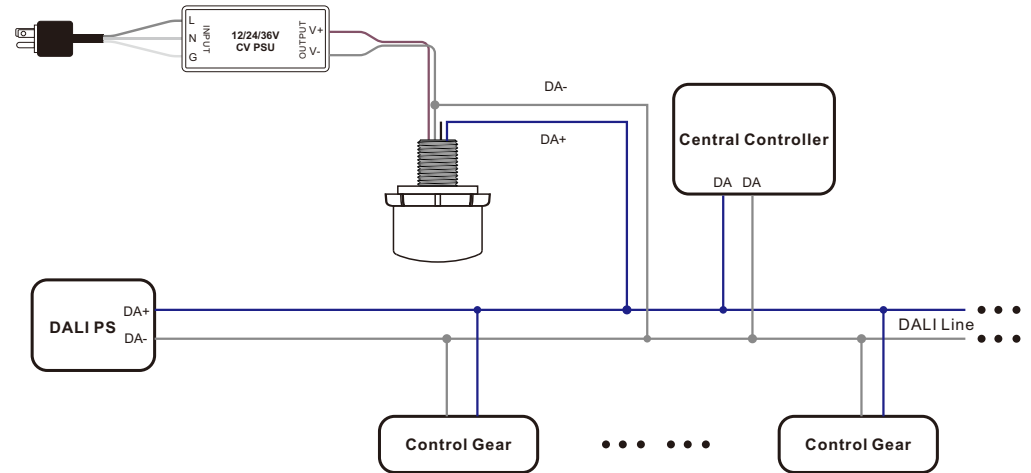 L
N
G
INPUT
12/24/36V
CV PSU
OUTPUT
V+
V-
DA-
DA+
Central Controller
DA DA
DALI PS
DA+
DA-
DALI Line
Control Gear
Control Gear